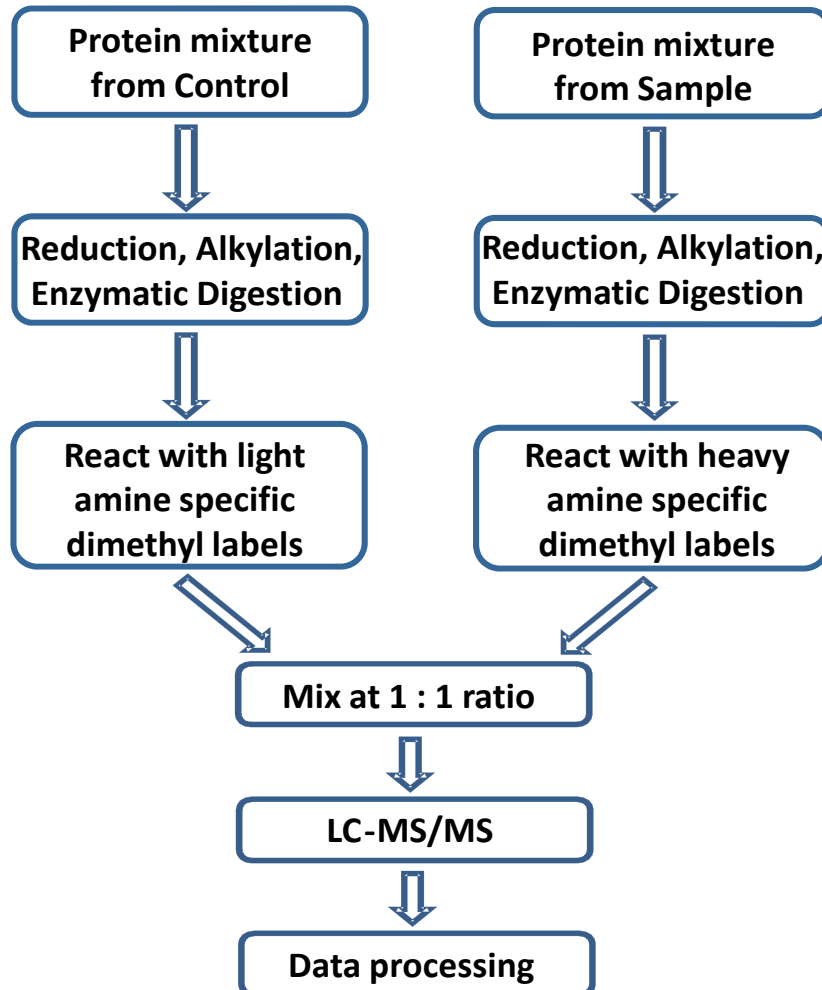 Protein mixture
from Control
Protein mixture
from Sample
Reduction, Alkylation,
Enzymatic Digestion
Reduction, Alkylation,
Enzymatic Digestion
React with light
amine specific
dimethyl labels
React with heavy
amine specific
dimethyl labels
Mix at 1 : 1 ratio
LC-MS/MS
Data processing